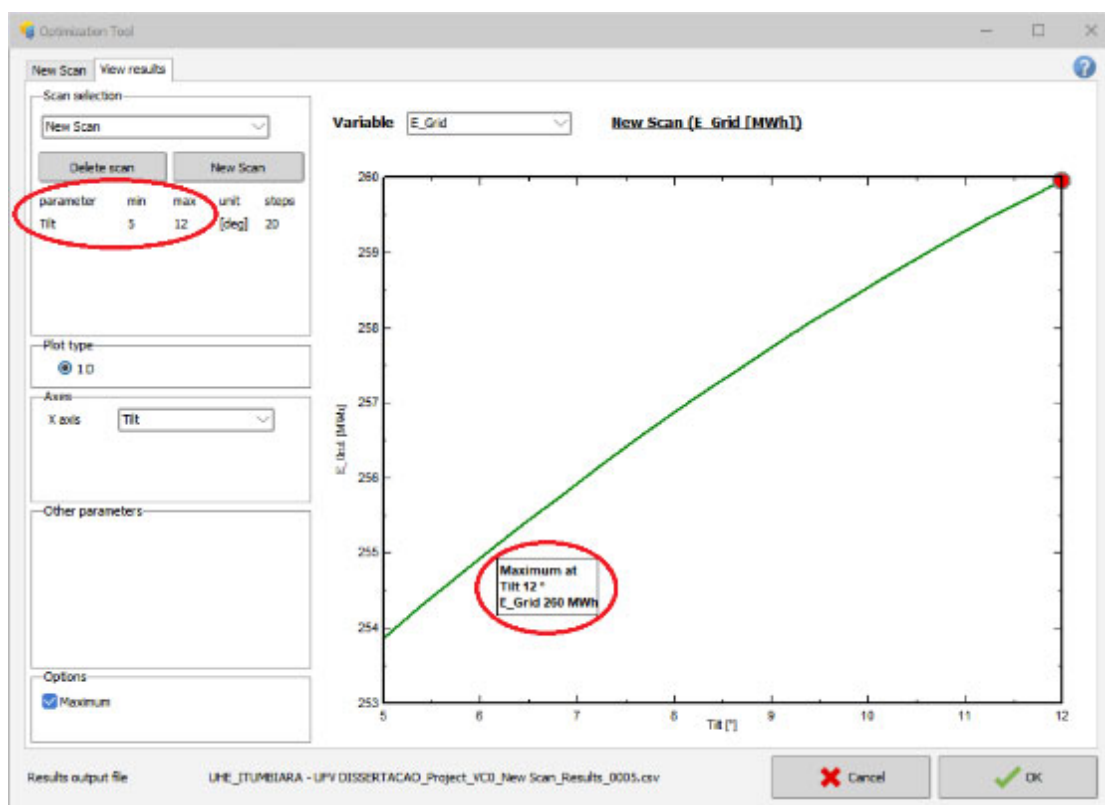 Optimization Tool
New Scan View results
Scan selection
New Scan
Delete scan New Scan
parameter min max unit steps
Tilt 5 12 [deg] 20
Plot type
1D
Axes
X axis Tilt
Other parameters
Options
Maximum
Variable E_Grid New Scan (E_Grid [MWh])
260
259
258
257
256
255
254
253
E_Grid [MWh]
Maximum at
Tilt 12 °
E_Grid 260 MWh
5 6 7 8 9 10 11 12
Tilt [°]
Results output file UHE_ITUMBIARA - UFV DISSERTACAO_Project_VC0_New Scan_Results_0005.csv
Cancel OK